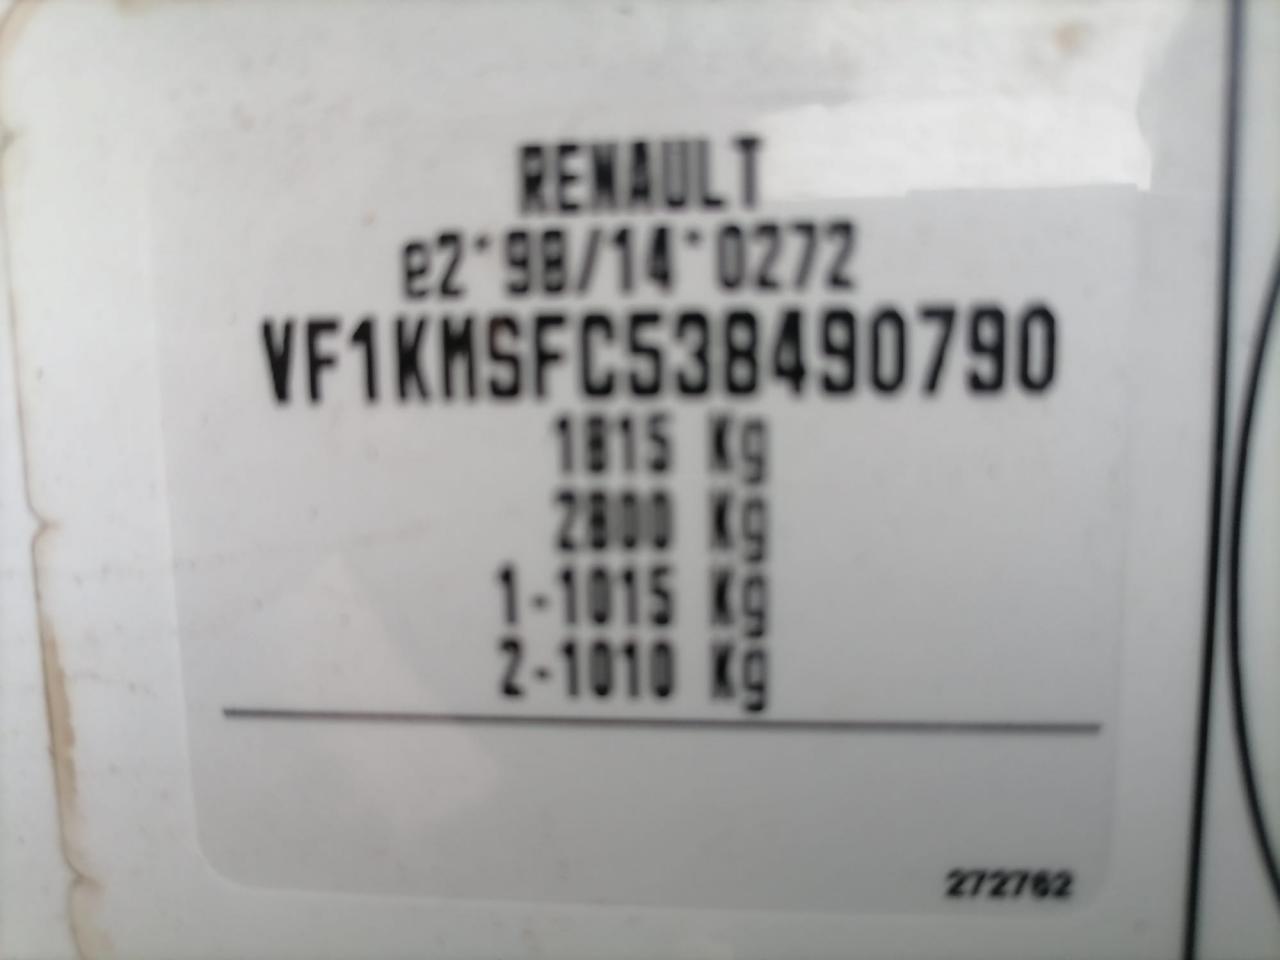 RENAULT
e2*98/14*0272
VF1KMSFC538490790
1815 Kg
2800 Kg
1-1015 Kg
2-1010 Kg
272762